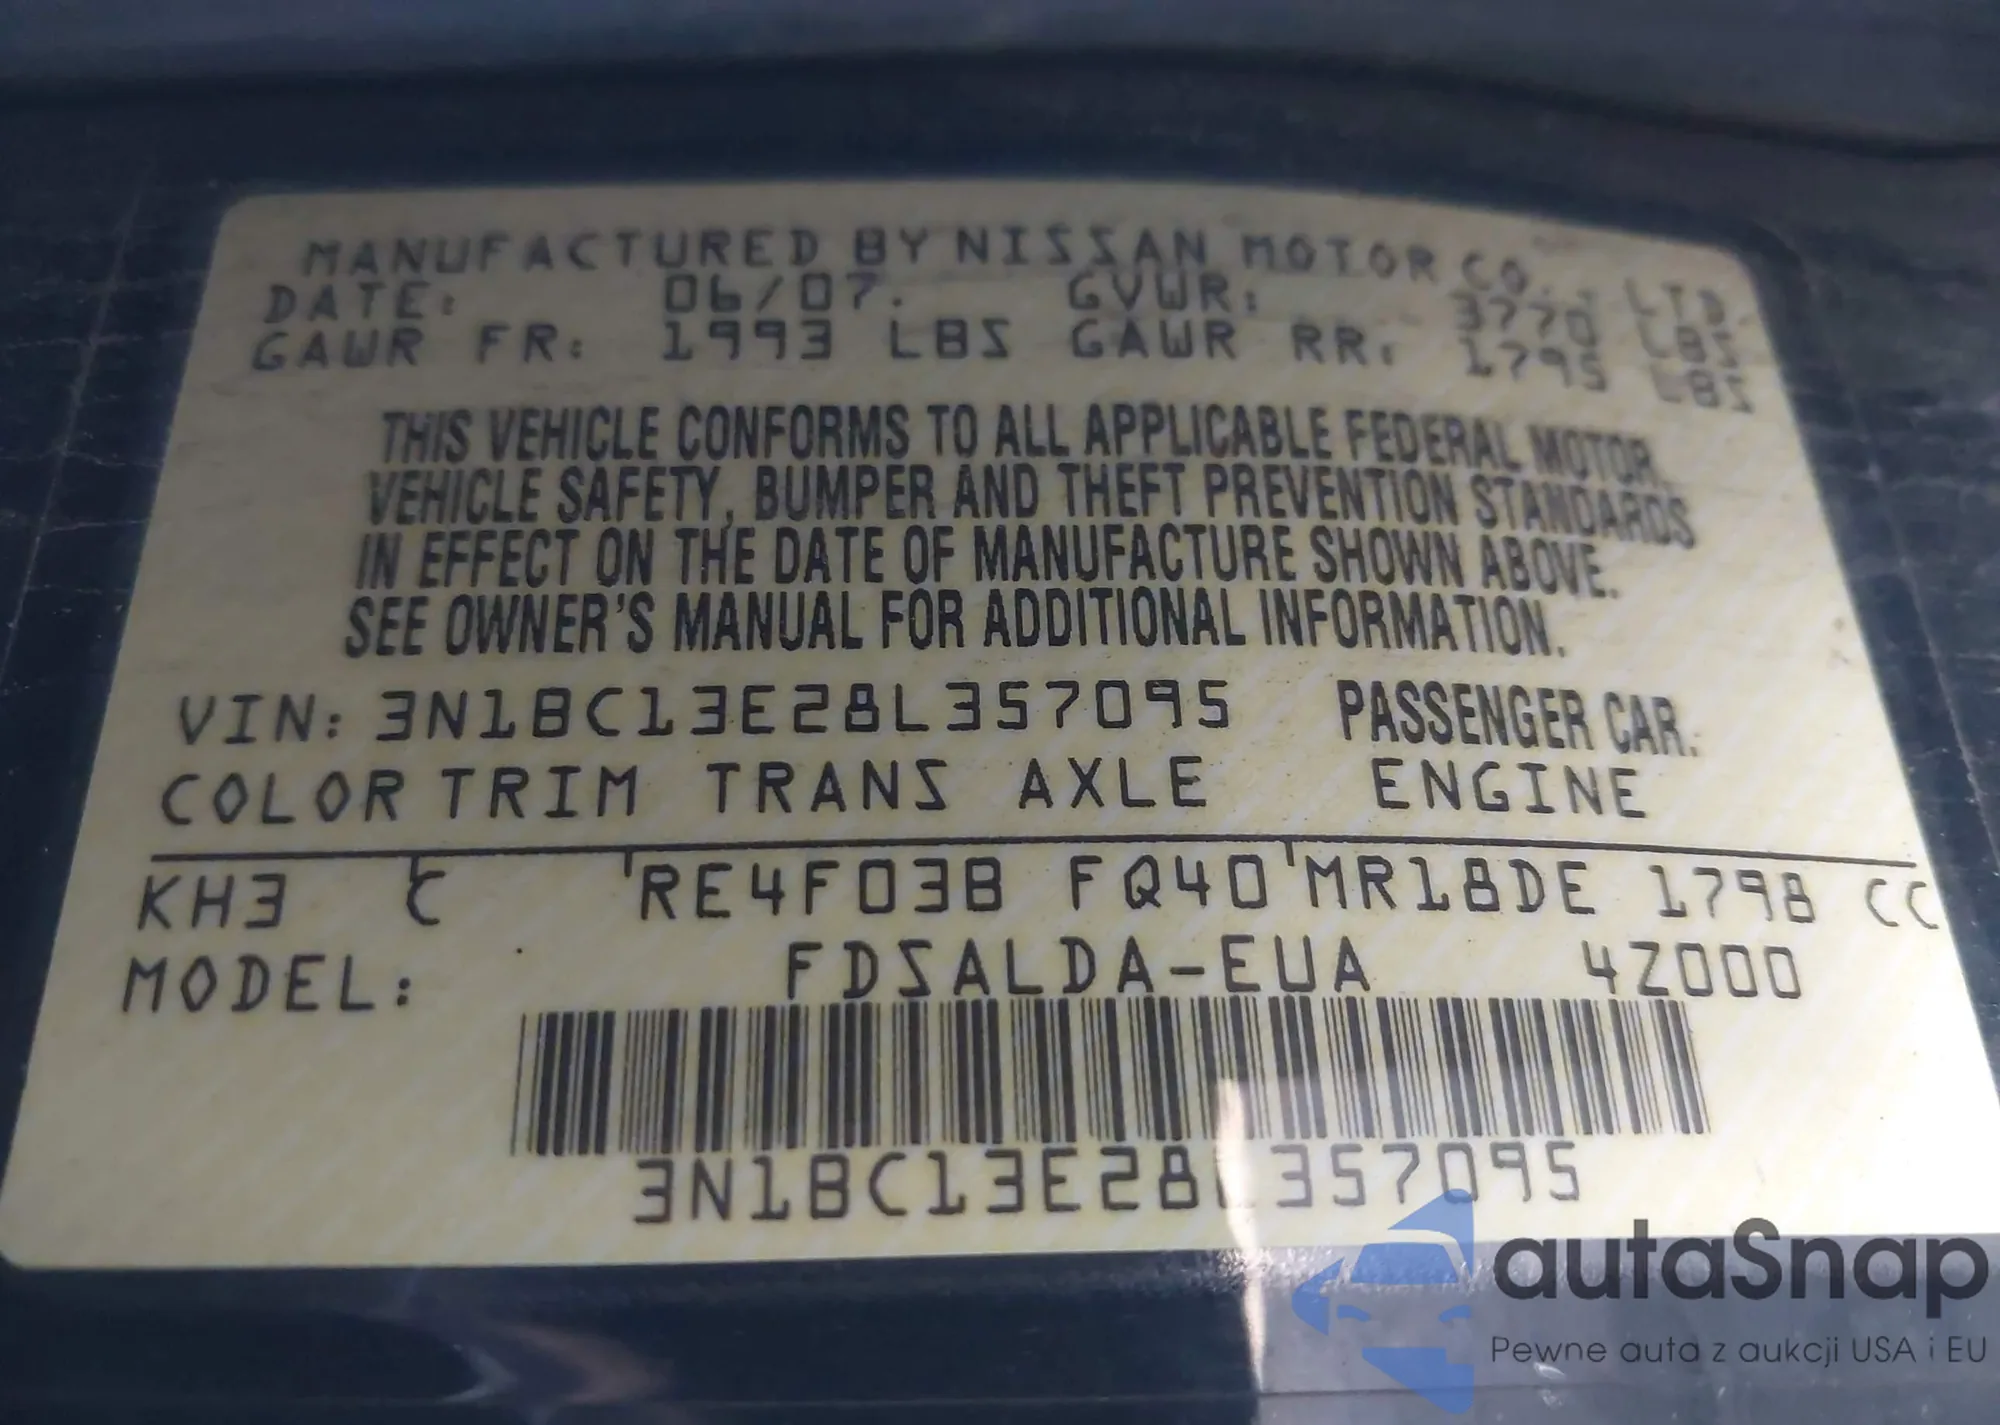 MANUFACTURED BY NISSAN MOTOR CO., LTD.
DATE: 06/07. GVWR: 3770 LBS
GAWR FR: 1993 LBS GAWR RR: 1795 LBS
THIS VEHICLE CONFORMS TO ALL APPLICABLE FEDERAL MOTOR
VEHICLE SAFETY, BUMPER AND THEFT PREVENTION STANDARDS
IN EFFECT ON THE DATE OF MANUFACTURE SHOWN ABOVE.
SEE OWNER'S MANUAL FOR ADDITIONAL INFORMATION.
VIN: 3N1BC13E28L357095 PASSENGER CAR.
COLOR TRIM TRANS AXLE ENGINE
KH3 C RE4F03B FQ40 MR18DE 1798 CC
MODEL: FDSALDA-EUA 4Z000
3N1BC13E28L357095
autaSnap
Pewne auta z aukcji USA i EU